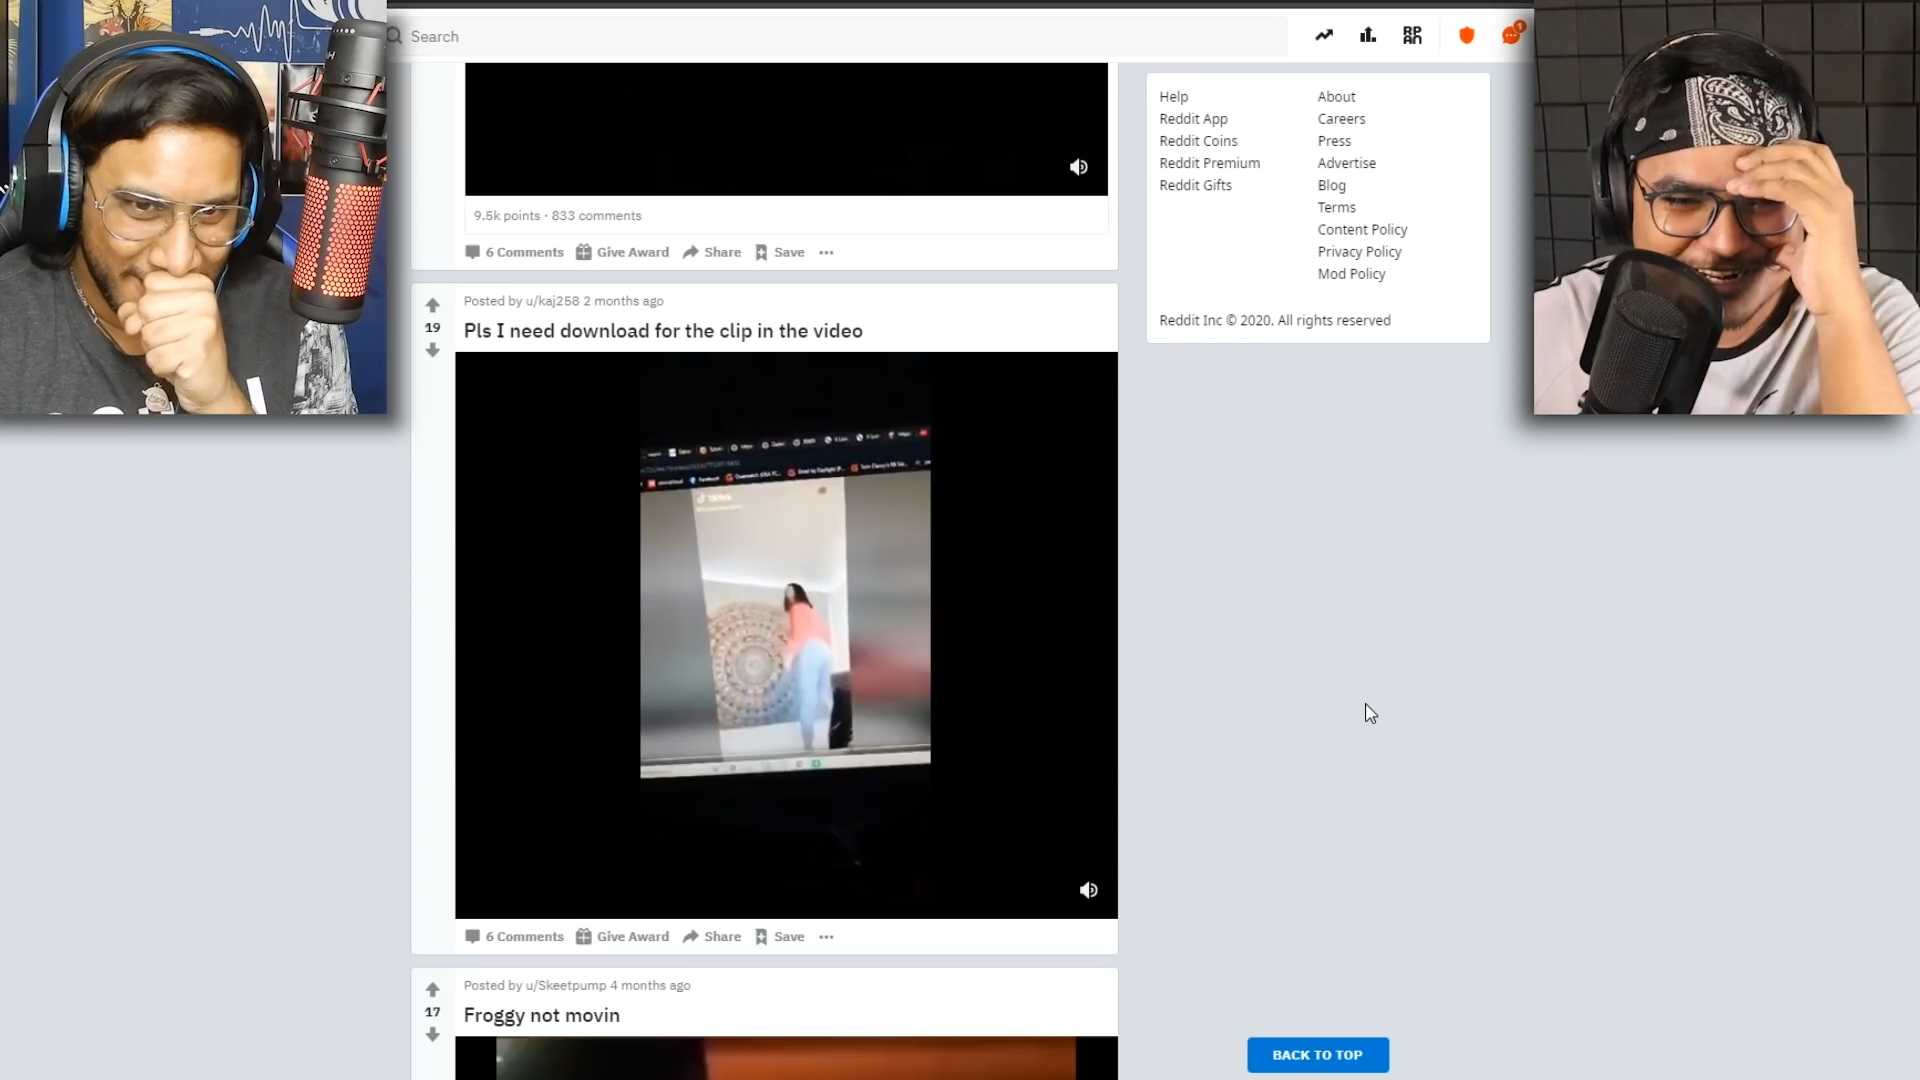 Search
9.5k points · 833 comments
6 Comments Give Award Share Save
Posted by u/kaj258 2 months ago
19
Pls I need download for the clip in the video
Facebook
TikTok
6 Comments Give Award Share Save
Posted by u/Skeetpump 4 months ago
17
Froggy not movin
Help
Reddit App
Reddit Coins
Reddit Premium
Reddit Gifts
About
Careers
Press
Advertise
Blog
Terms
Content Policy
Privacy Policy
Mod Policy
Reddit Inc © 2020. All rights reserved
1
BACK TO TOP